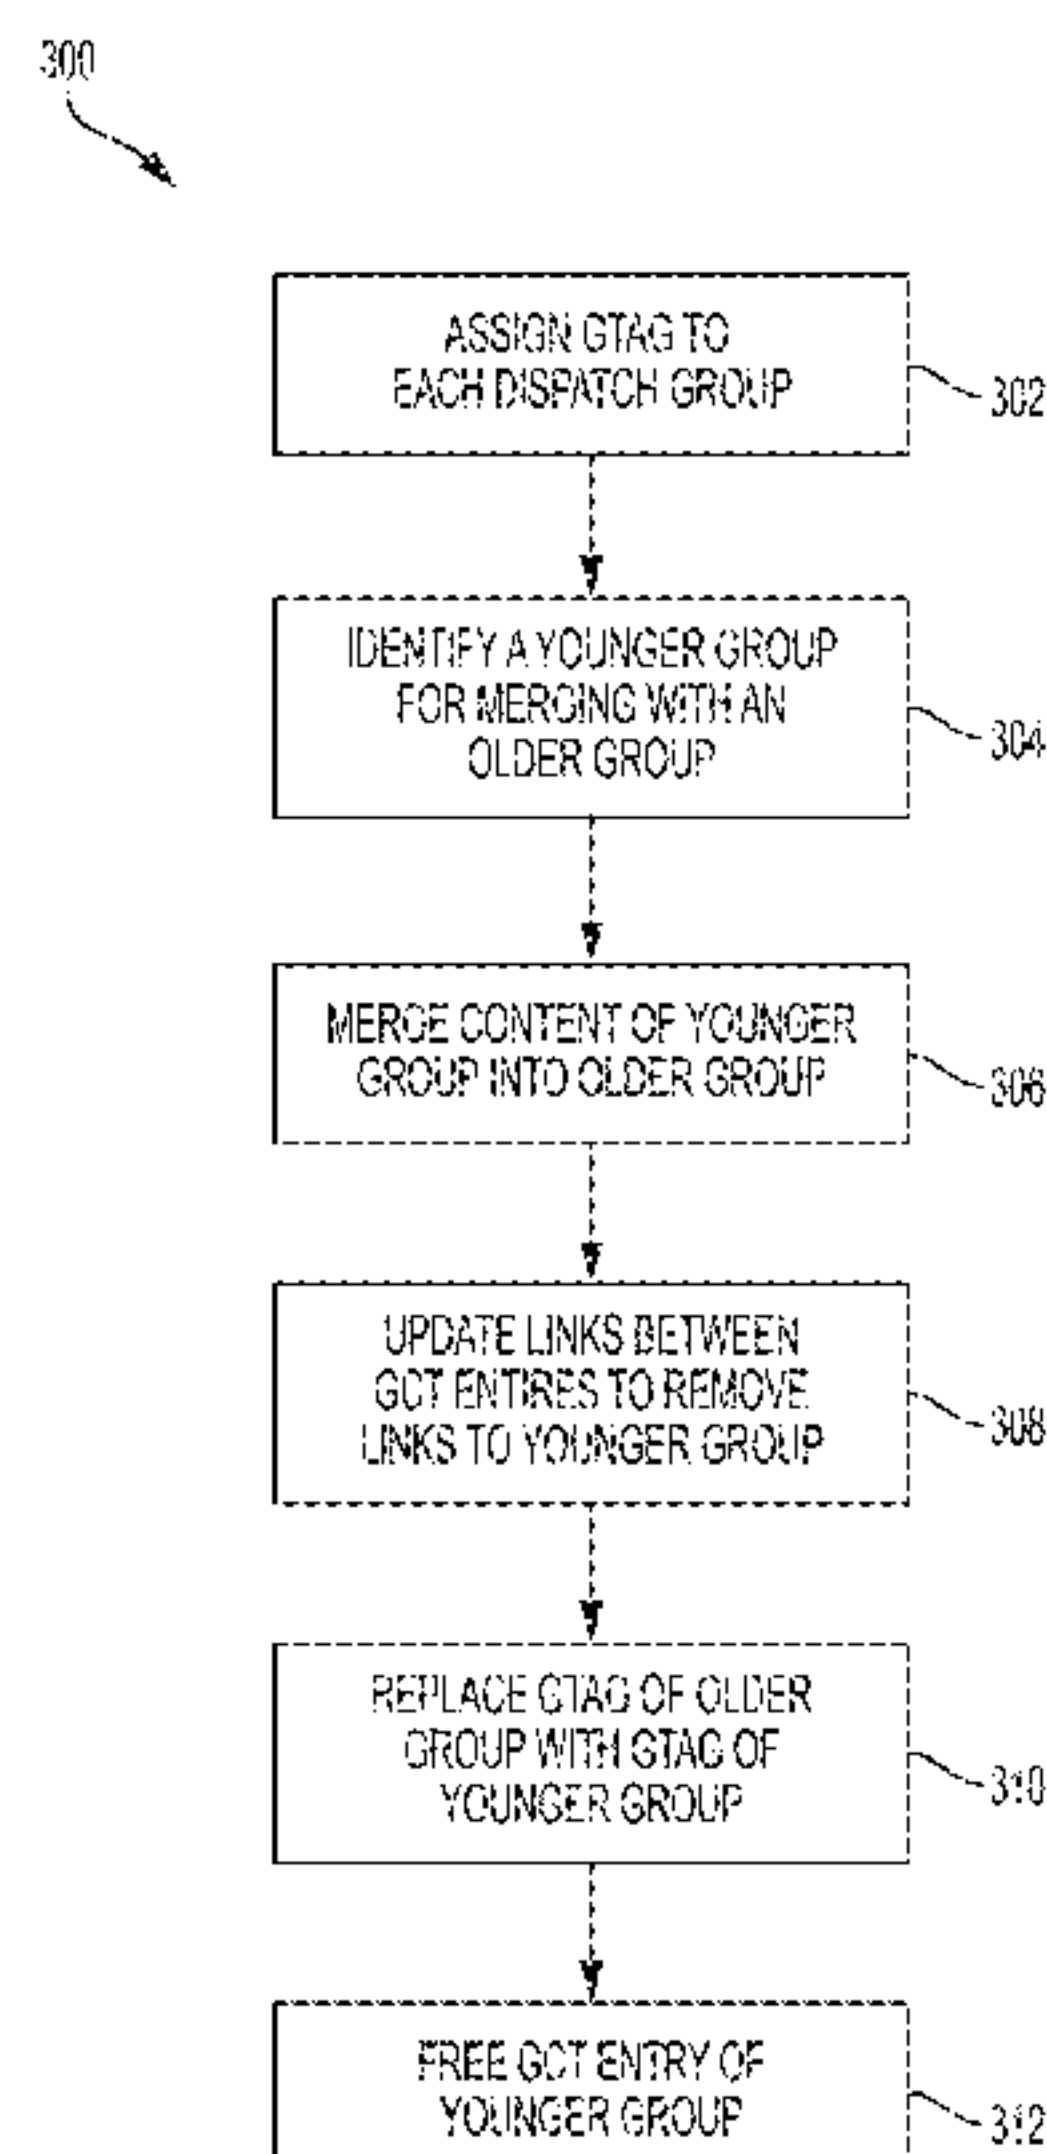 300
ASSIGN GTAG TO
EACH DISPATCH GROUP
302
IDENTIFY A YOUNGER GROUP
FOR MERGING WITH AN
OLDER GROUP
304
MERGE CONTENT OF YOUNGER
GROUP INTO OLDER GROUP
306
UPDATE LINKS BETWEEN
GCT ENTIRES TO REMOVE
LINKS TO YOUNGER GROUP
308
REPLACE GTAG OF OLDER
GROUP WITH GTAG OF
YOUNGER GROUP
310
FREE GCT ENTRY OF
YOUNGER GROUP
312